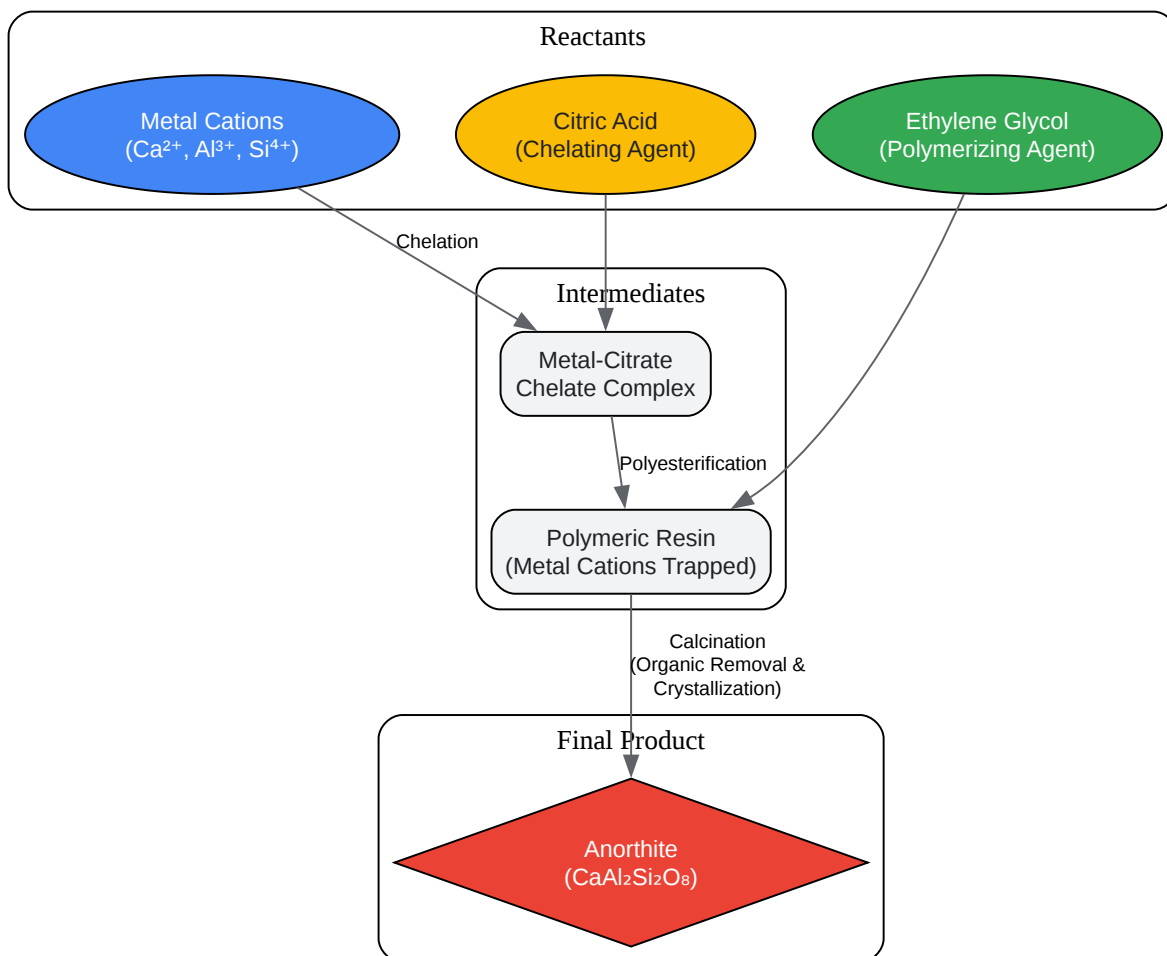 Reactants
Metal Cations
(Ca²⁺, Al³⁺, Si⁴⁺)
Citric Acid
(Chelating Agent)
Ethylene Glycol
(Polymerizing Agent)
Chelation
Intermediates
Metal-Citrate
Chelate Complex
Polyesterification
Polymeric Resin
(Metal Cations Trapped)
Calcination
(Organic Removal &
Crystallization)
Final Product
Anorthite
(CaAl₂Si₂O₈)